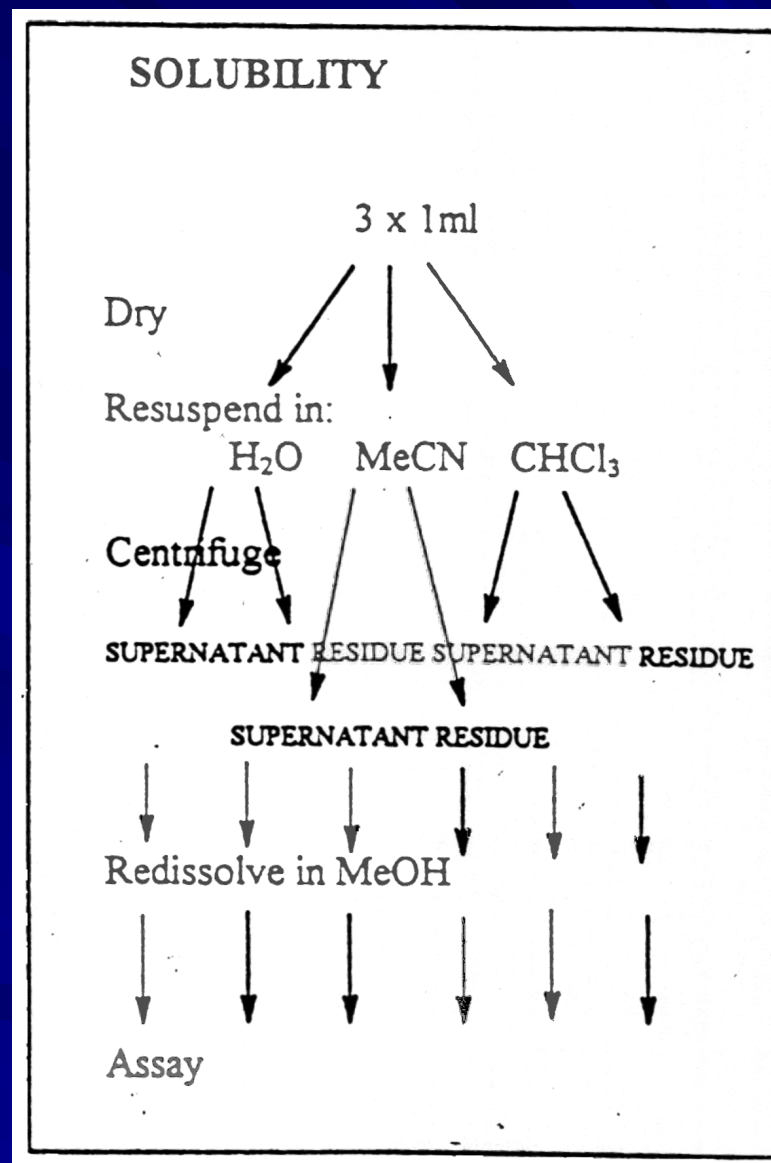 SOLUBILITY
3 x 1ml
Dry
Resuspend in:
H₂O MeCN CHCl₃
Centrifuge
SUPERNATANT RESIDUE SUPERNATANT RESIDUE
SUPERNATANT RESIDUE
Redissolve in MeOH
Assay